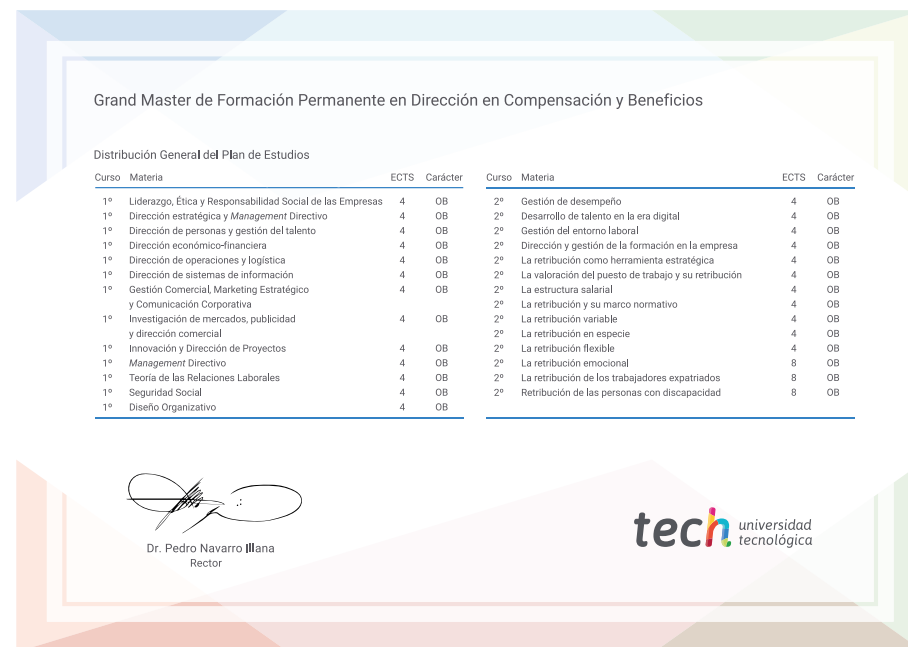 Grand Master de Formación Permanente en Dirección en Compensación y Beneficios
Distribución General del Plan de Estudios
Curso Materia ECTS Carácter
1º Liderazgo, Ética y Responsabilidad Social de las Empresas 4 OB
1º Dirección estratégica y Management Directivo 4 OB
1º Dirección de personas y gestión del talento 4 OB
1º Dirección económico-financiera 4 OB
1º Dirección de operaciones y logística 4 OB
1º Dirección de sistemas de información 4 OB
1º Gestión Comercial, Marketing Estratégico 4 OB
y Comunicación Corporativa
1º Investigación de mercados, publicidad 4 OB
y dirección comercial
1º Innovación y Dirección de Proyectos 4 OB
1º Management Directivo 4 OB
1º Teoría de las Relaciones Laborales 4 OB
1º Seguridad Social 4 OB
1º Diseño Organizativo 4 OB
Curso Materia ECTS Carácter
2º Gestión de desempeño 4 OB
2º Desarrollo de talento en la era digital 4 OB
2º Gestión del entorno laboral 4 OB
2º Dirección y gestión de la formación en la empresa 4 OB
2º La retribución como herramienta estratégica 4 OB
2º La valoración del puesto de trabajo y su retribución 4 OB
2º La estructura salarial 4 OB
2º La retribución y su marco normativo 4 OB
2º La retribución variable 4 OB
2º La retribución en especie 4 OB
2º La retribución flexible 4 OB
2º La retribución emocional 8 OB
2º La retribución de los trabajadores expatriados 8 OB
2º Retribución de las personas con discapacidad 8 OB
Dr. Pedro Navarro Illana
Rector
tech universidad
tecnológica